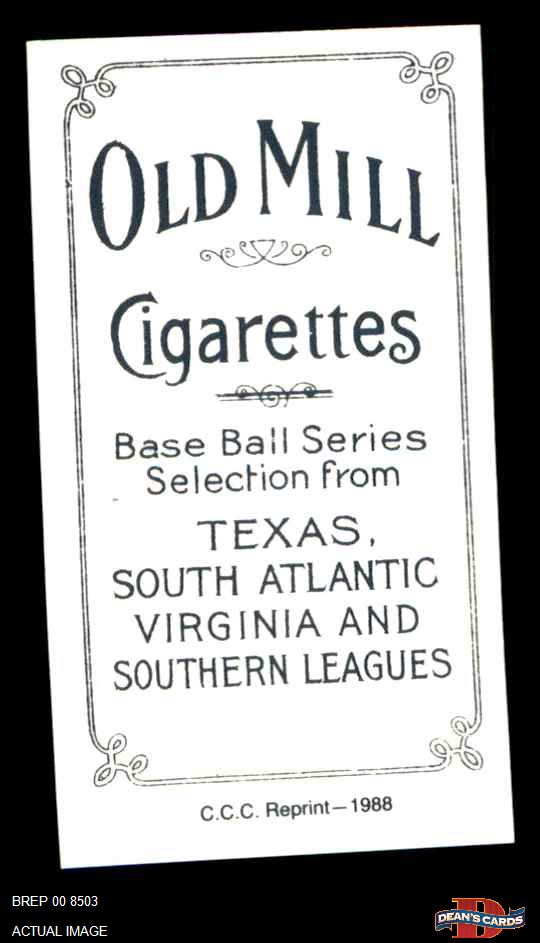 OLD MILL
Cigarettes
Base Ball Series
Selection from
TEXAS,
SOUTH ATLANTIC
VIRGINIA AND
SOUTHERN LEAGUES
C.C.C. Reprint—1988
BREP 00 8503
ACTUAL IMAGE
D
DEAN'S CARDS